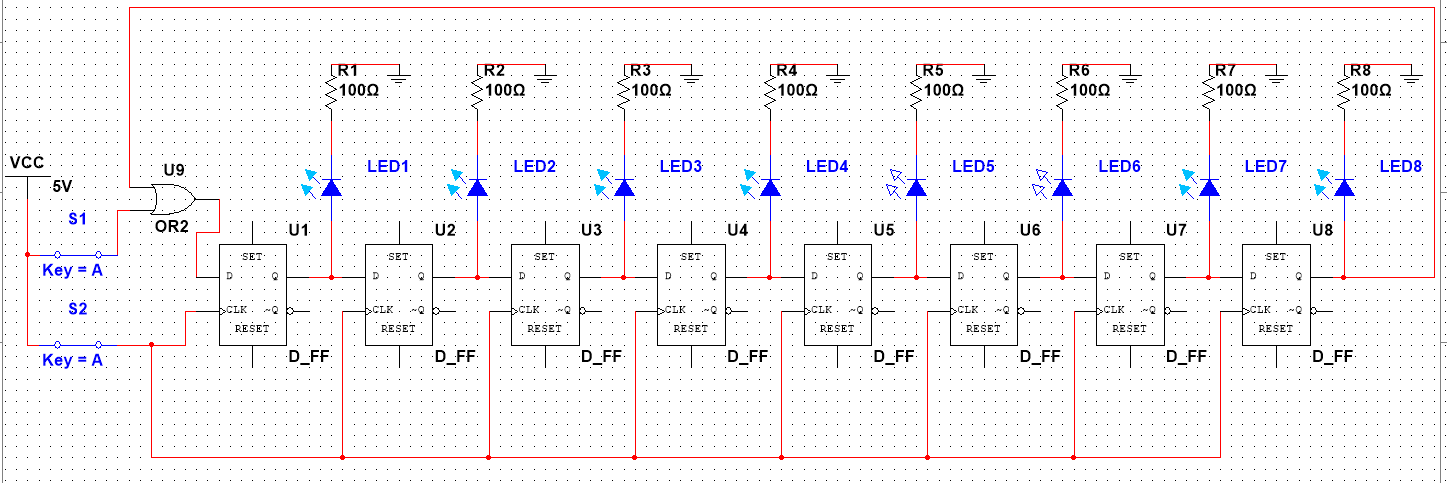 R1 R2 R3 R4 R5 R6 R7 R8
100Ω 100Ω 100Ω 100Ω 100Ω 100Ω 100Ω 100Ω
VCC U9 LED1 LED2 LED3 LED4 LED5 LED6 LED7 LED8
5V
S1 OR2 U1 U2 U3 U4 U5 U6 U7 U8
SET SET SET SET SET SET SET SET
Key = A D Q D Q D Q D Q D Q D Q D Q D Q
S2 CLK ~Q CLK ~Q CLK ~Q CLK ~Q CLK ~Q CLK ~Q CLK ~Q CLK ~Q
RESET RESET RESET RESET RESET RESET RESET RESET
Key = A D_FF D_FF D_FF D_FF D_FF D_FF D_FF D_FF